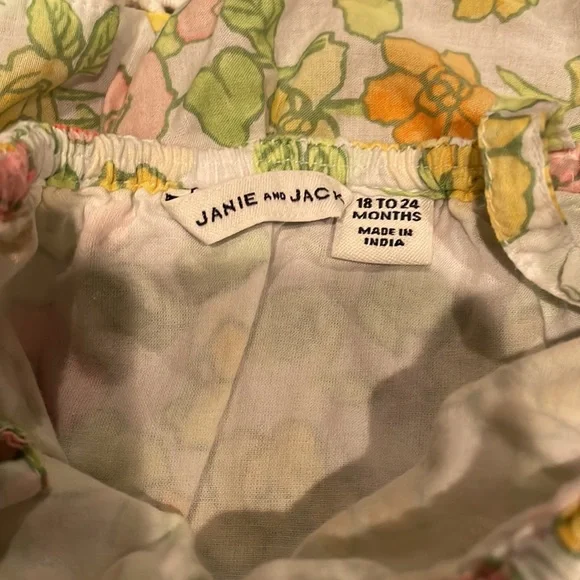 JANIE AND JACK
18 TO 24
MONTHS
MADE IN
INDIA